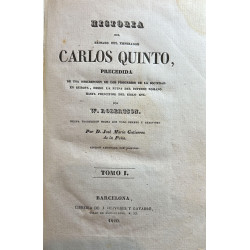 HISTORIA
DEL
REINADO DEL EMPERADOR
CARLOS QUINTO,
PRECEDIDA
DE UNA DESCRIPCION DE LOS PROGRESOS DE LA SOCIEDAD
EN EUROPA, DESDE LA RUINA DEL IMPERIO ROMANO
HASTA PRINCIPIOS DEL SIGLO XVI.
POR
W. ROBERTSON.
Por D. José Maria Gutierrez
de la Peña.
TOMO I.
BARCELONA,
LIBRERIA DE J. OLIVERES Y GAVARRÓ,